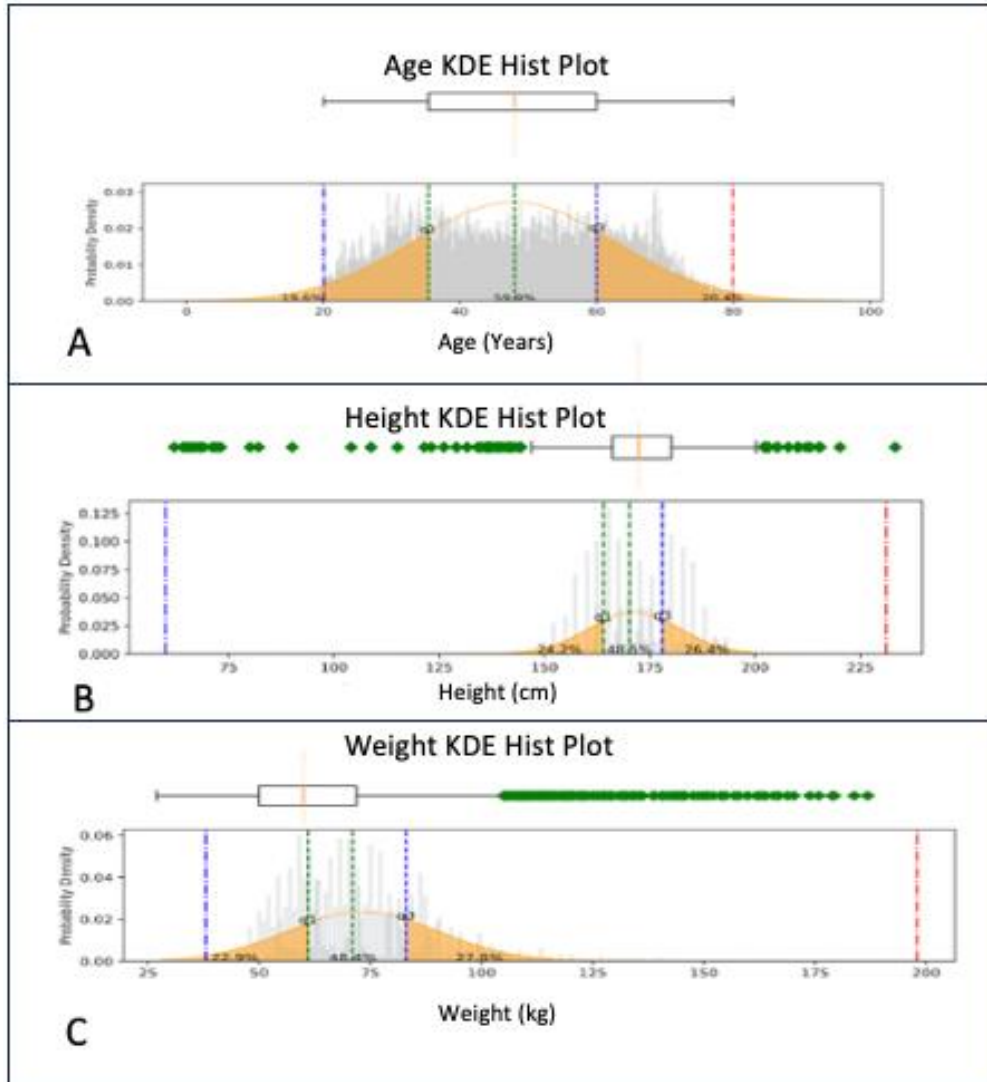 Age KDE Hist Plot
Probability Density
0.03
0.02
0.01
0.00
19.6%
20.4%
0 20 40 60 80 100
A
Age (Years)
Height KDE Hist Plot
Probability Density
0.125
0.100
0.075
0.050
0.025
0.000
24.2% 26.4%
75 100 125 150 175 200 225
B
Height (cm)
Weight KDE Hist Plot
Probability Density
0.06
0.04
0.02
0.00
22.9% 48.4%
25 50 75 100 125 150 175 200
Weight (kg)
C